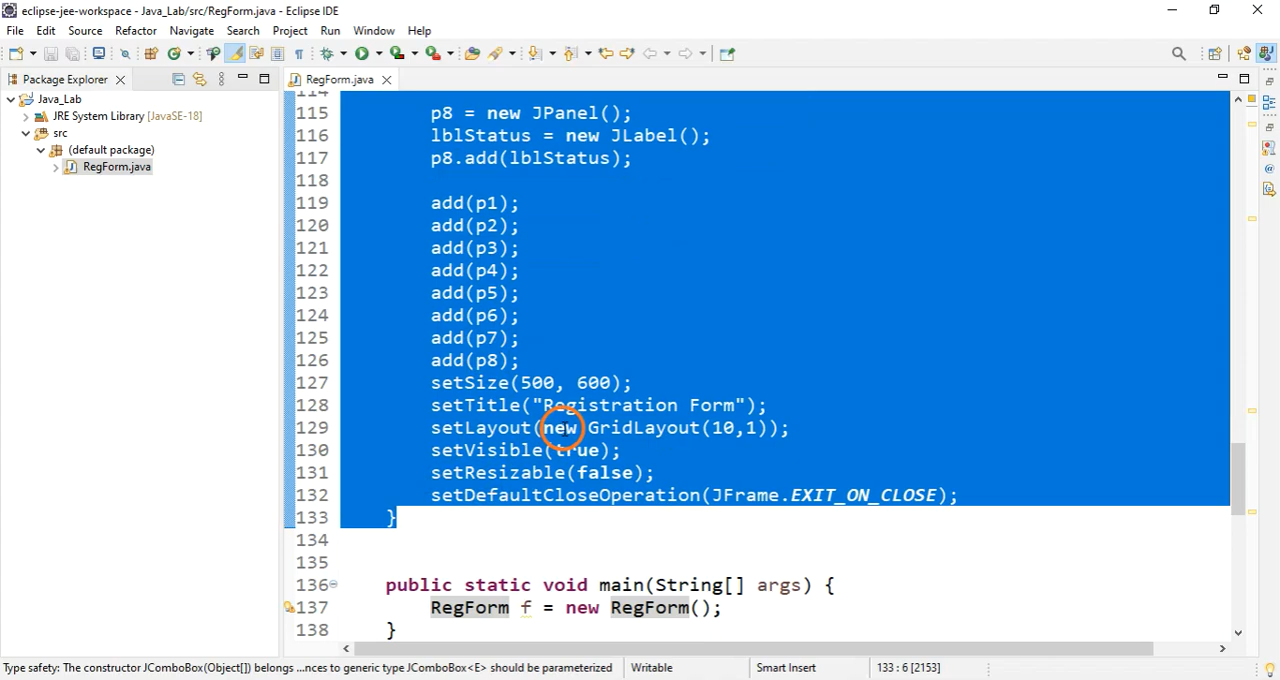 eclipse-jee-workspace - Java_Lab/src/RegForm.java - Eclipse IDE
File Edit Source Refactor Navigate Search Project Run Window Help
Package Explorer
RegForm.java
Java_Lab
JRE System Library [JavaSE-18]
src
(default package)
RegForm.java
114
115 p8 = new JPanel();
116 lblStatus = new JLabel();
117 p8.add(lblStatus);
118
119 add(p1);
120 add(p2);
121 add(p3);
122 add(p4);
123 add(p5);
124 add(p6);
125 add(p7);
126 add(p8);
127 setSize(500, 600);
128 setTitle("Registration Form");
129 setLayout(new GridLayout(10,1));
130 setVisible(true);
131 setResizable(false);
132 setDefaultCloseOperation(JFrame.EXIT_ON_CLOSE);
133 }
134
135
136 public static void main(String[] args) {
137 RegForm f = new RegForm();
138 }
Type safety: The constructor JComboBox(Object[]) belongs ...nces to generic type JComboBox<E> should be parameterized Writable Smart Insert 133 : 6 [2153]